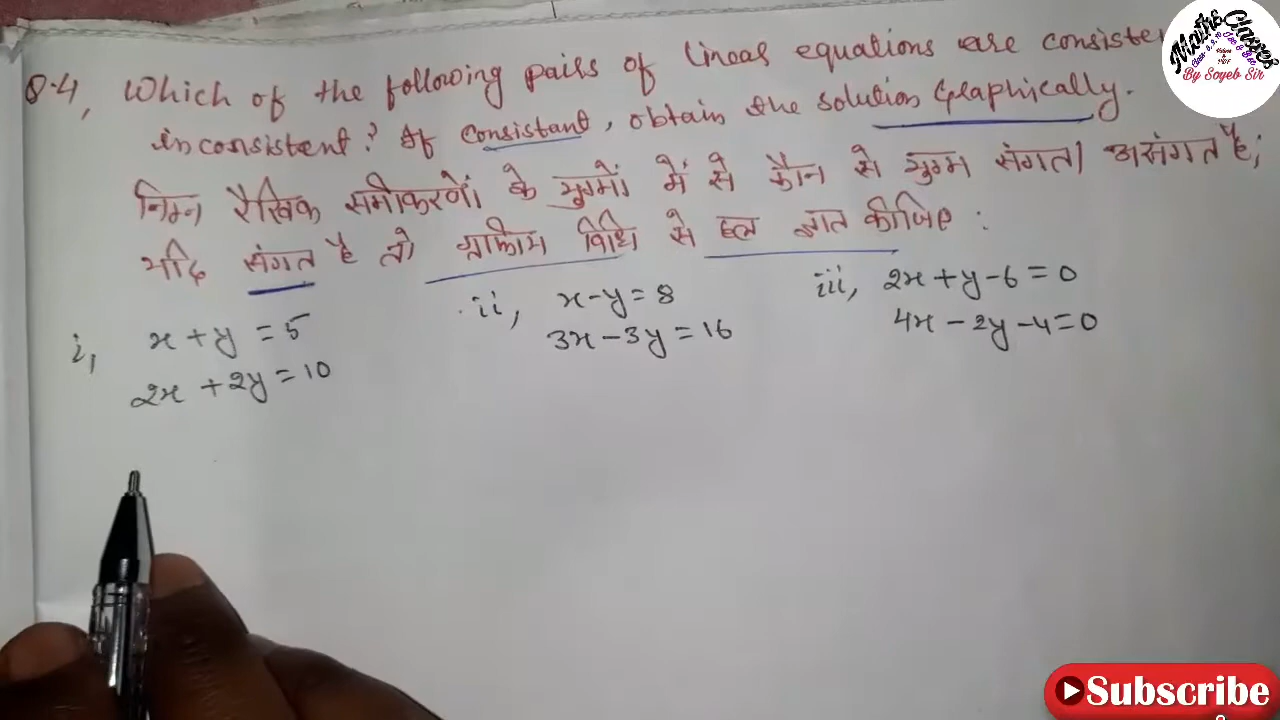 Q.4, Which of the following pairs of linear equations are consiste
inconsistent? If Consistant, obtain the solution Graphically.
निम्न रैखिक समीकरणों के युग्मों में से कौन से युग्म संगत। असंगत है;
यदि संगत है तो ग्राफीय विधि से हल ज्ञात कीजिए :
i, x + y = 5
2x + 2y = 10
ii, x - y = 8
3x - 3y = 16
iii, 2x + y - 6 = 0
4x - 2y - 4 = 0
Maths Classes
By Soyeb Sir
Subscribe